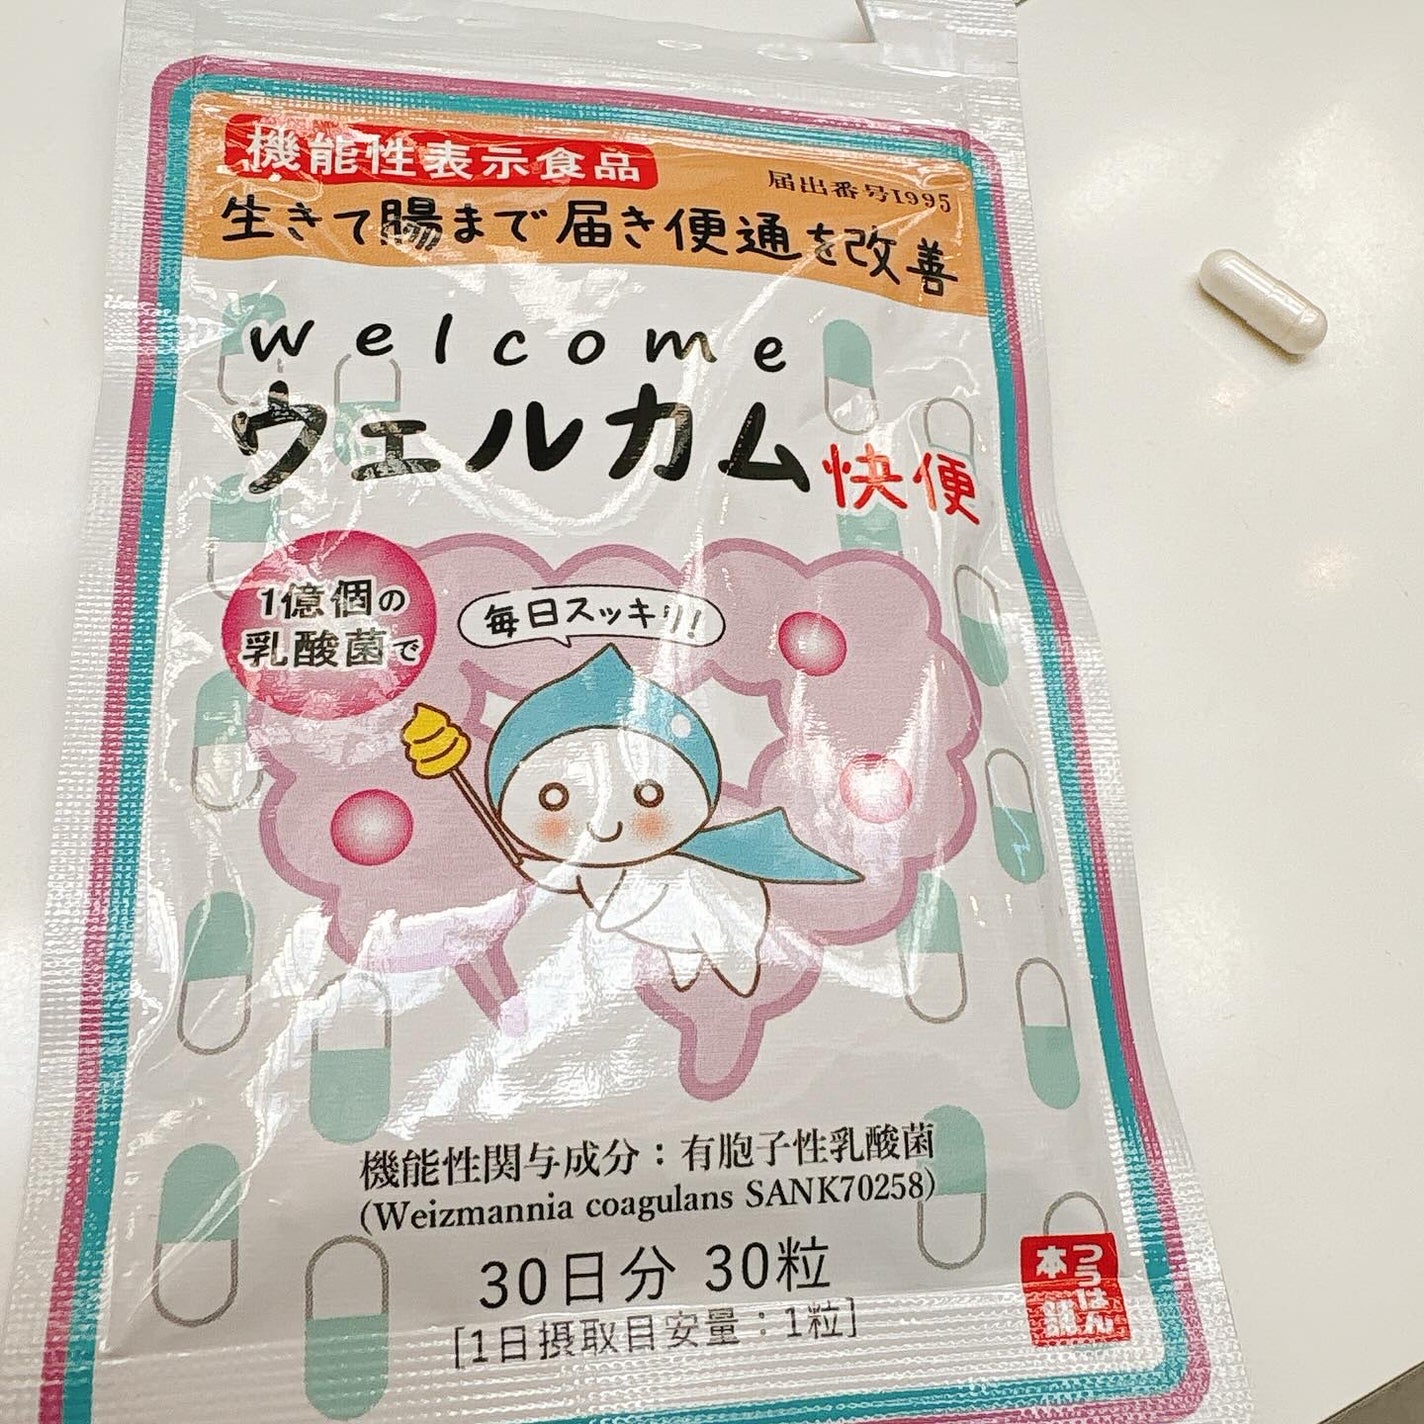 機能性表示食品
届出番号I995
生きて腸まで届き便通を改善
welcome
ウェルカム快便
1億個の
乳酸菌で
毎日スッキリ!
機能性関与成分：有胞子性乳酸菌
(Weizmannia coagulans SANK70258)
30日分 30粒
[1日摂取目安量：1粒]
つうはん
本舗